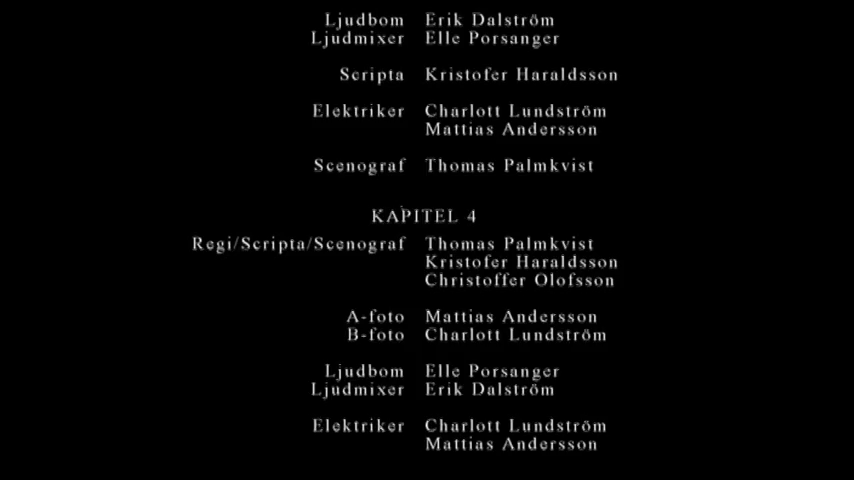 Ljudbom Erik Dalström
Ljudmixer Elle Porsanger
Scripta Kristofer Haraldsson
Elektriker Charlott Lundström
Mattias Andersson
Scenograf Thomas Palmkvist
KAPITEL 4
Regi/Scripta/Scenograf Thomas Palmkvist
Kristofer Haraldsson
Christoffer Olofsson
A-foto Mattias Andersson
B-foto Charlott Lundström
Ljudbom Elle Porsanger
Ljudmixer Erik Dalström
Elektriker Charlott Lundström
Mattias Andersson